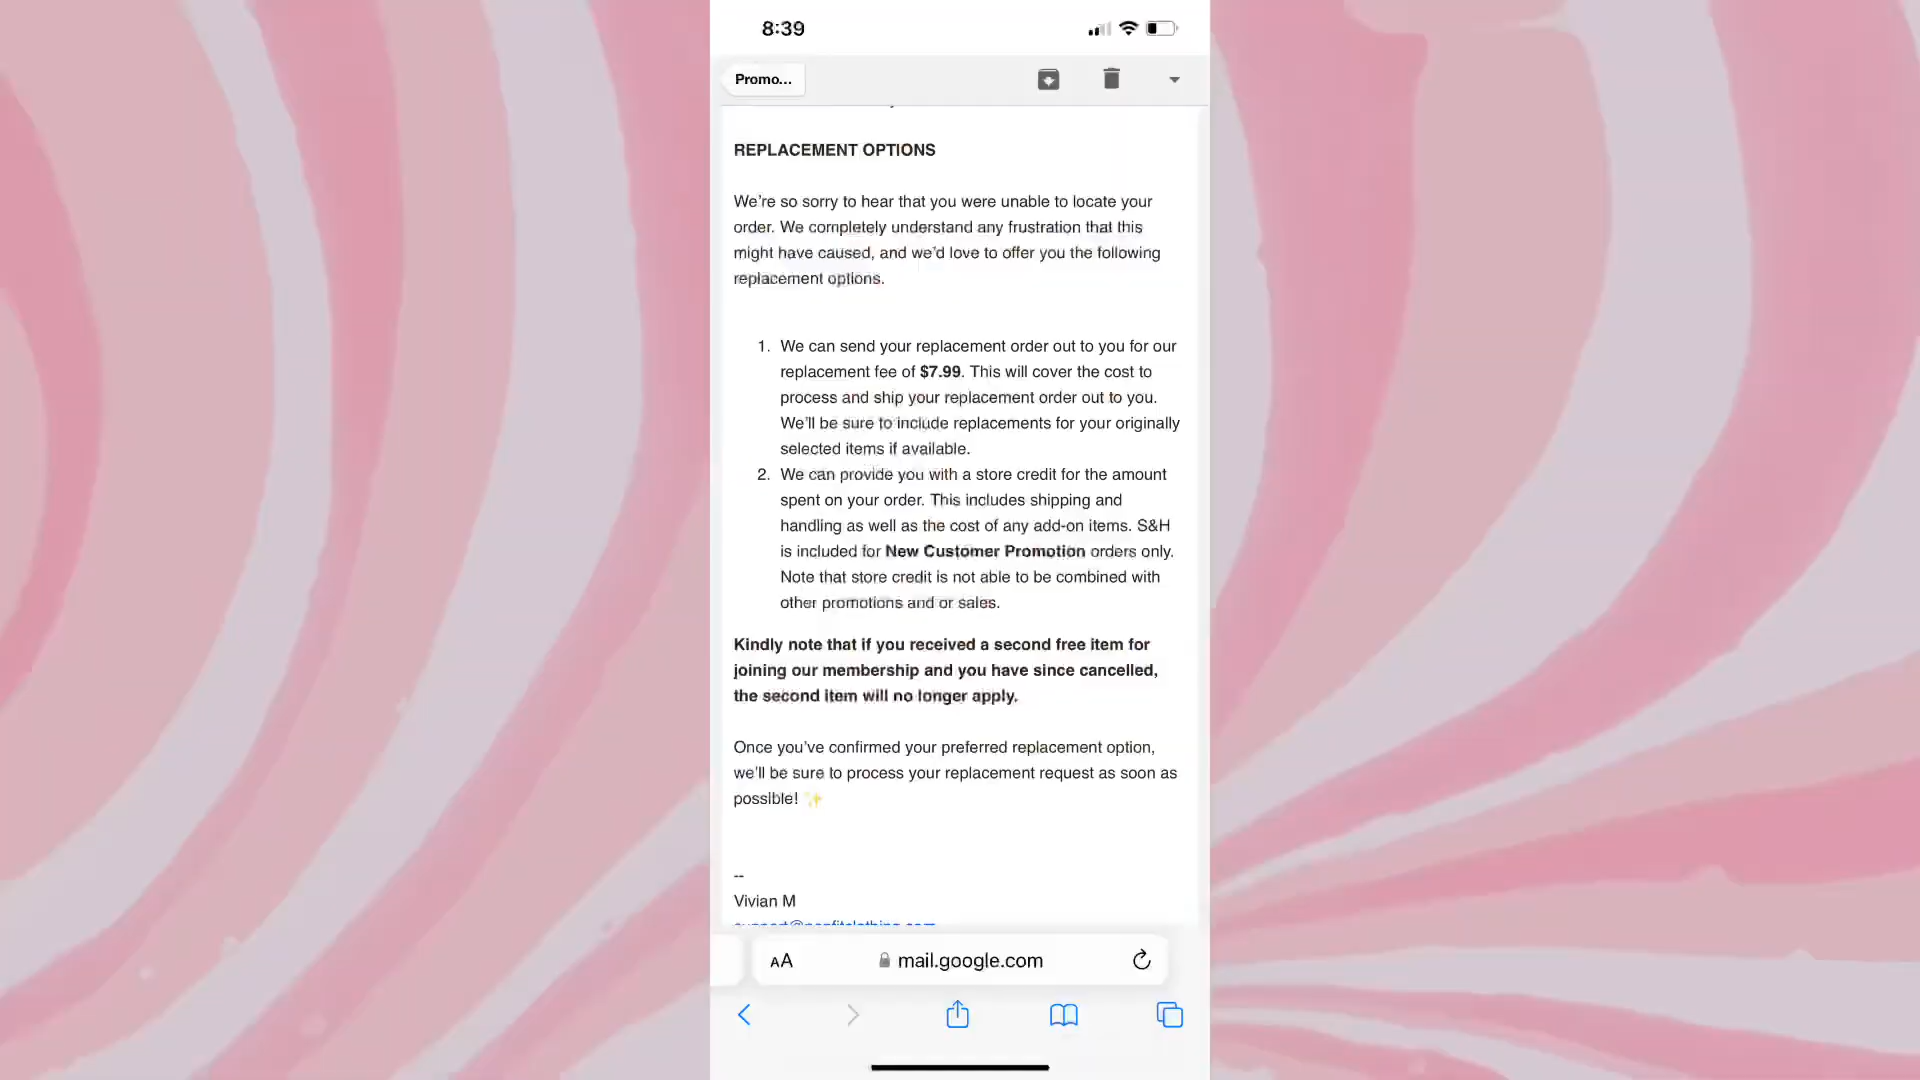 8:39
Promo...
REPLACEMENT OPTIONS
We're so sorry to hear that you were unable to locate your
order. We completely understand any frustration that this
might have caused, and we'd love to offer you the following
replacement options.
1. We can send your replacement order out to you for our
replacement fee of $7.99. This will cover the cost to
process and ship your replacement order out to you.
We'll be sure to include replacements for your originally
selected items if available.
2. We can provide you with a store credit for the amount
spent on your order. This includes shipping and
handling as well as the cost of any add-on items. S&H
is included for New Customer Promotion orders only.
Note that store credit is not able to be combined with
other promotions and or sales.
Kindly note that if you received a second free item for
joining our membership and you have since cancelled,
the second item will no longer apply.
Once you've confirmed your preferred replacement option,
we'll be sure to process your replacement request as soon as
possible! ✨
--
Vivian M
AA mail.google.com